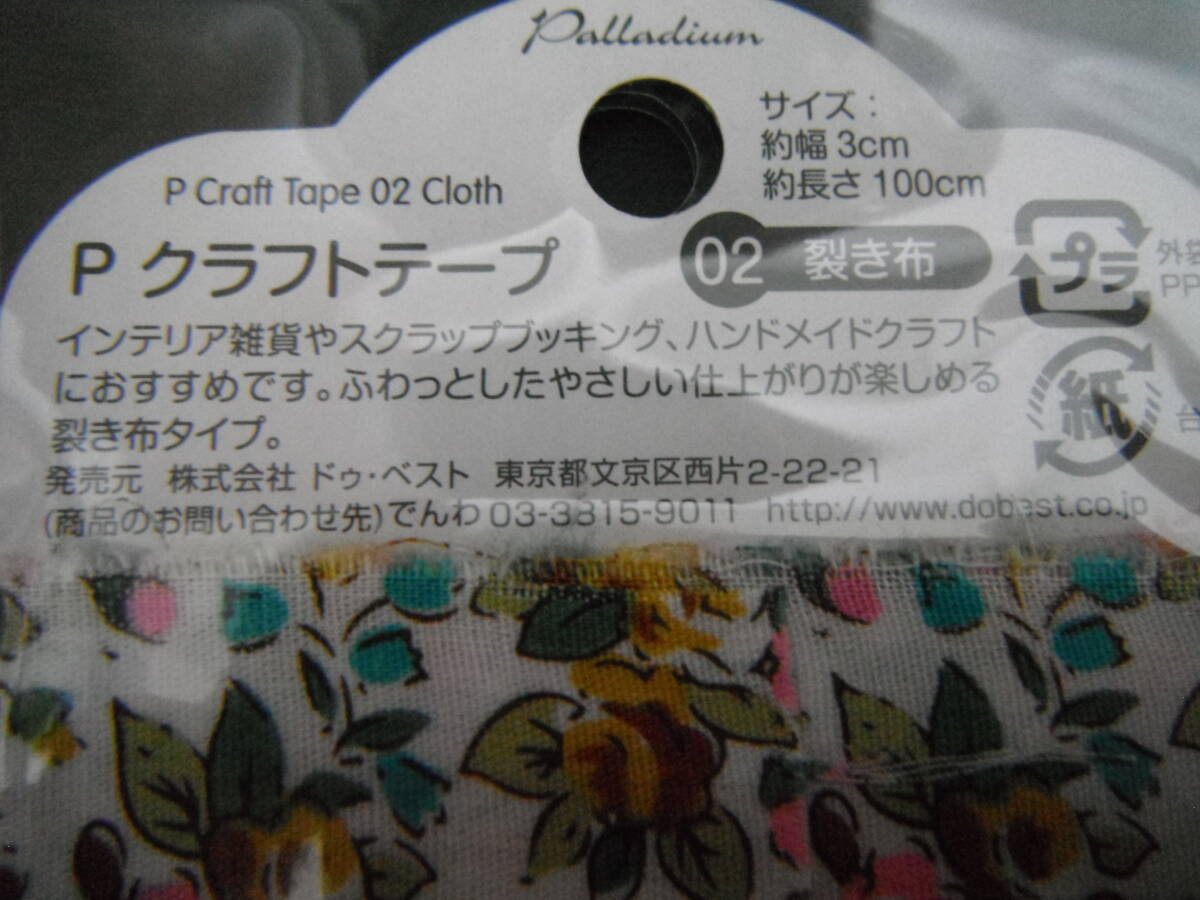 Palladium
サイズ：
約幅 3cm
約長さ 100cm
P Craft Tape 02 Cloth
P クラフトテープ
02 裂き布
プラ
外袋
PP
インテリア雑貨やスクラップブッキング、ハンドメイドクラフト
におすすめです。ふわっとしたやさしい仕上がりが楽しめる
裂き布タイプ。
紙
台
発売元 株式会社 ドゥ・ベスト 東京都文京区西片2-22-21
(商品のお問い合わせ先)でんわ 03-3815-9011 http://www.dobest.co.jp